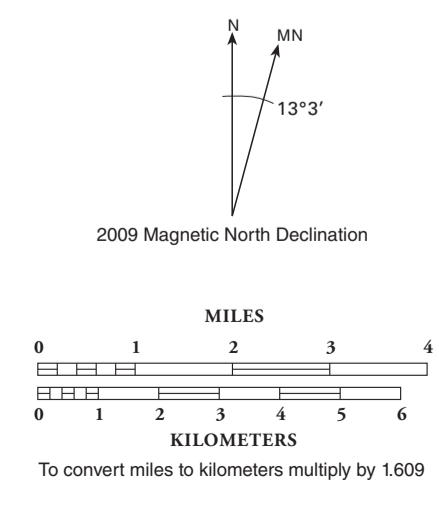 N
MN
13°3′
2009 Magnetic North Declination
MILES
0 1 2 3 4
0 1 2 3 4 5 6
KILOMETERS
To convert miles to kilometers multiply by 1.609